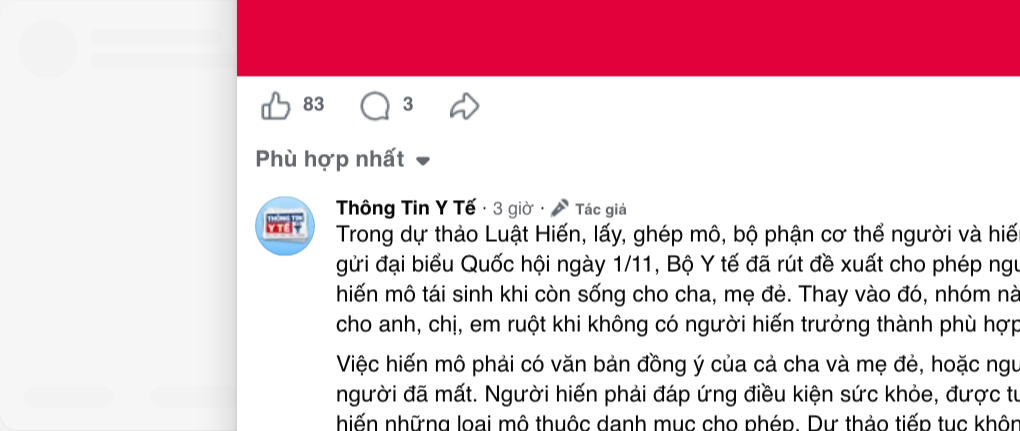 83
3
Phù hợp nhất
THÔNG TIN
Y TẾ
Thông Tin Y Tế · 3 giờ · Tác giả
Trong dự thảo Luật Hiến, lấy, ghép mô, bộ phận cơ thể người và hiế
gửi đại biểu Quốc hội ngày 1/11, Bộ Y tế đã rút đề xuất cho phép ngư
hiến mô tái sinh khi còn sống cho cha, mẹ đẻ. Thay vào đó, nhóm nà
cho anh, chị, em ruột khi không có người hiến trưởng thành phù hợp
Việc hiến mô phải có văn bản đồng ý của cả cha và mẹ đẻ, hoặc ngư
người đã mất. Người hiến phải đáp ứng điều kiện sức khỏe, được tư
hiến những loại mô thuộc danh mục cho phép. Dự thảo tiếp tục khôn